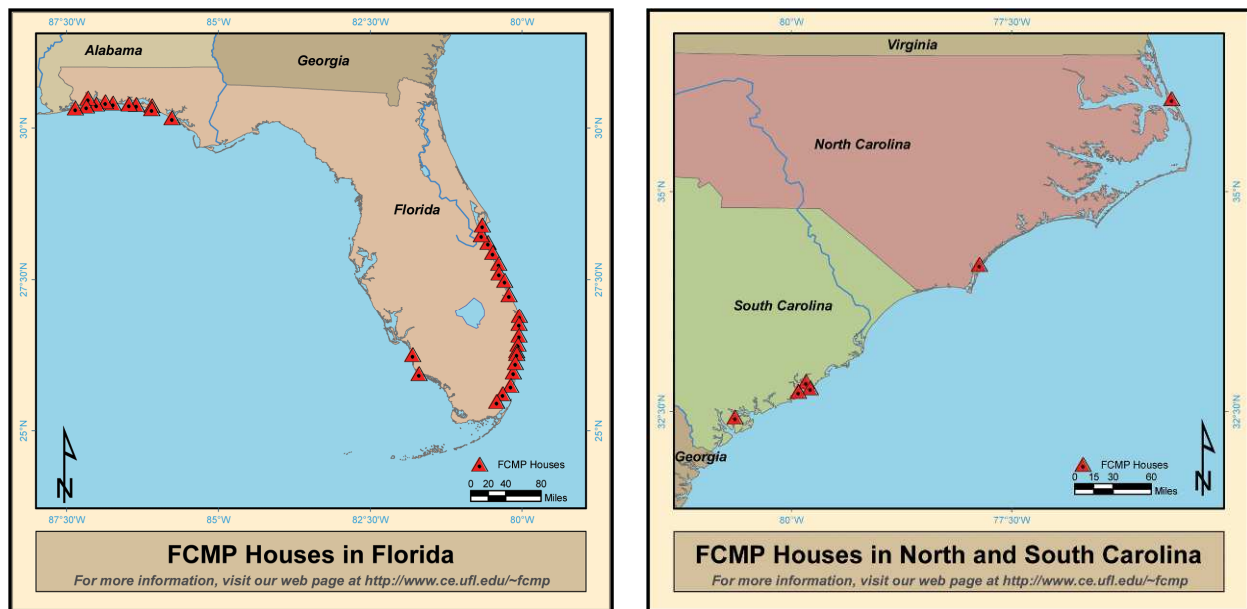 87°30'W 85°0'W 82°30'W 80°0'W
Alabama
Georgia
30°N 30°N
Florida
27°30'N 27°30'N
25°N 25°N
N
FCMP Houses
0 20 40 80
Miles
87°30'W 85°0'W 82°30'W 80°0'W
FCMP Houses in Florida
For more information, visit our web page at http://www.ce.ufl.edu/~fcmp
80°W 77°30'W
Virginia
North Carolina
35°N 35°N
South Carolina
32°30'N 32°30'N
Georgia
N
FCMP Houses
0 15 30 60
Miles
80°W 77°30'W
FCMP Houses in North and South Carolina
For more information, visit our web page at http://www.ce.ufl.edu/~fcmp